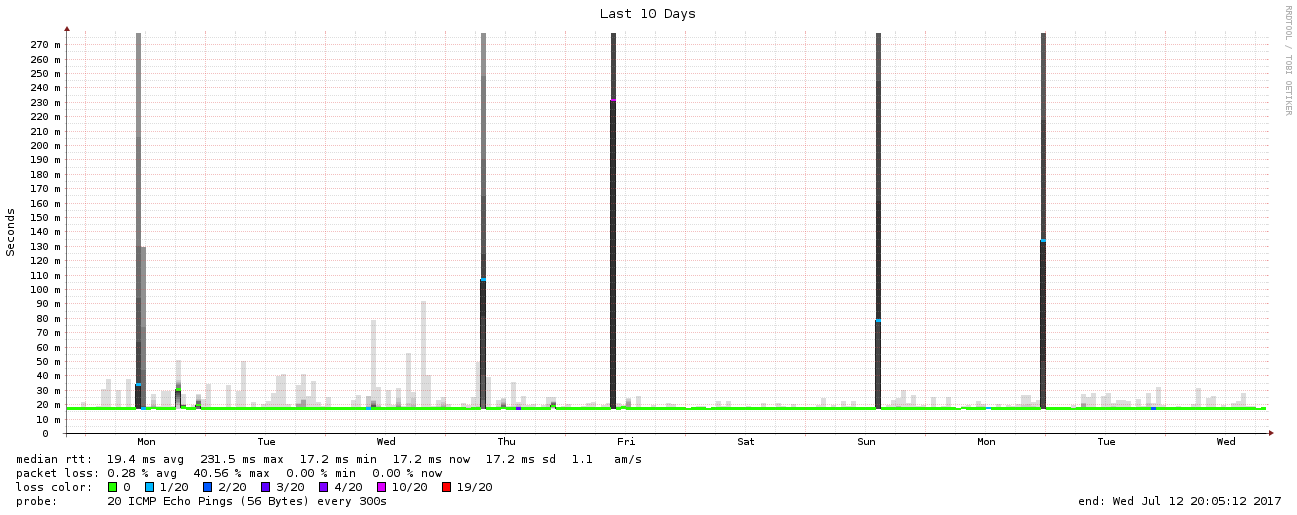 Last 10 Days
RRDTOOL / TOBI OETIKER
Seconds
270 m
260 m
250 m
240 m
230 m
220 m
210 m
200 m
190 m
180 m
170 m
160 m
150 m
140 m
130 m
120 m
110 m
100 m
90 m
80 m
70 m
60 m
50 m
40 m
30 m
20 m
10 m
0
Mon Tue Wed Thu Fri Sat Sun Mon Tue Wed
median rtt: 19.4 ms avg 231.5 ms max 17.2 ms min 17.2 ms now 17.2 ms sd 1.1 am/s
packet loss: 0.28 % avg 40.56 % max 0.00 % min 0.00 % now
loss color: 0 1/20 2/20 3/20 4/20 10/20 19/20
probe: 20 ICMP Echo Pings (56 Bytes) every 300s
end: Wed Jul 12 20:05:12 2017